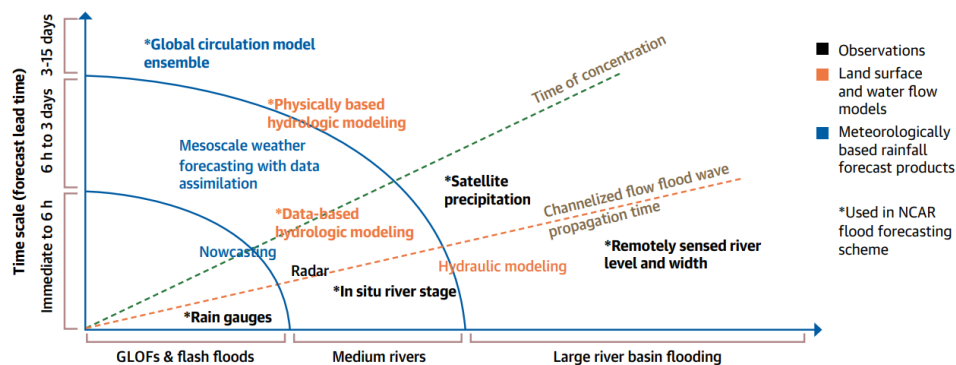 Time scale (forecast lead time)
3-15 days
6 h to 3 days
Immediate to 6 h
*Global circulation model
ensemble
*Physically based
hydrologic modeling
Mesoscale weather
forecasting with data
assimilation
*Data-based
hydrologic modeling
Nowcasting
Radar
*Rain gauges
*In situ river stage
*Satellite
precipitation
Time of concentration
Channelized flow flood wave
propagation time
Hydraulic modeling
*Remotely sensed river
level and width
GLOFs & flash floods
Medium rivers
Large river basin flooding
Observations
Land surface
and water flow
models
Meteorologically
based rainfall
forecast products
*Used in NCAR
flood forecasting
scheme